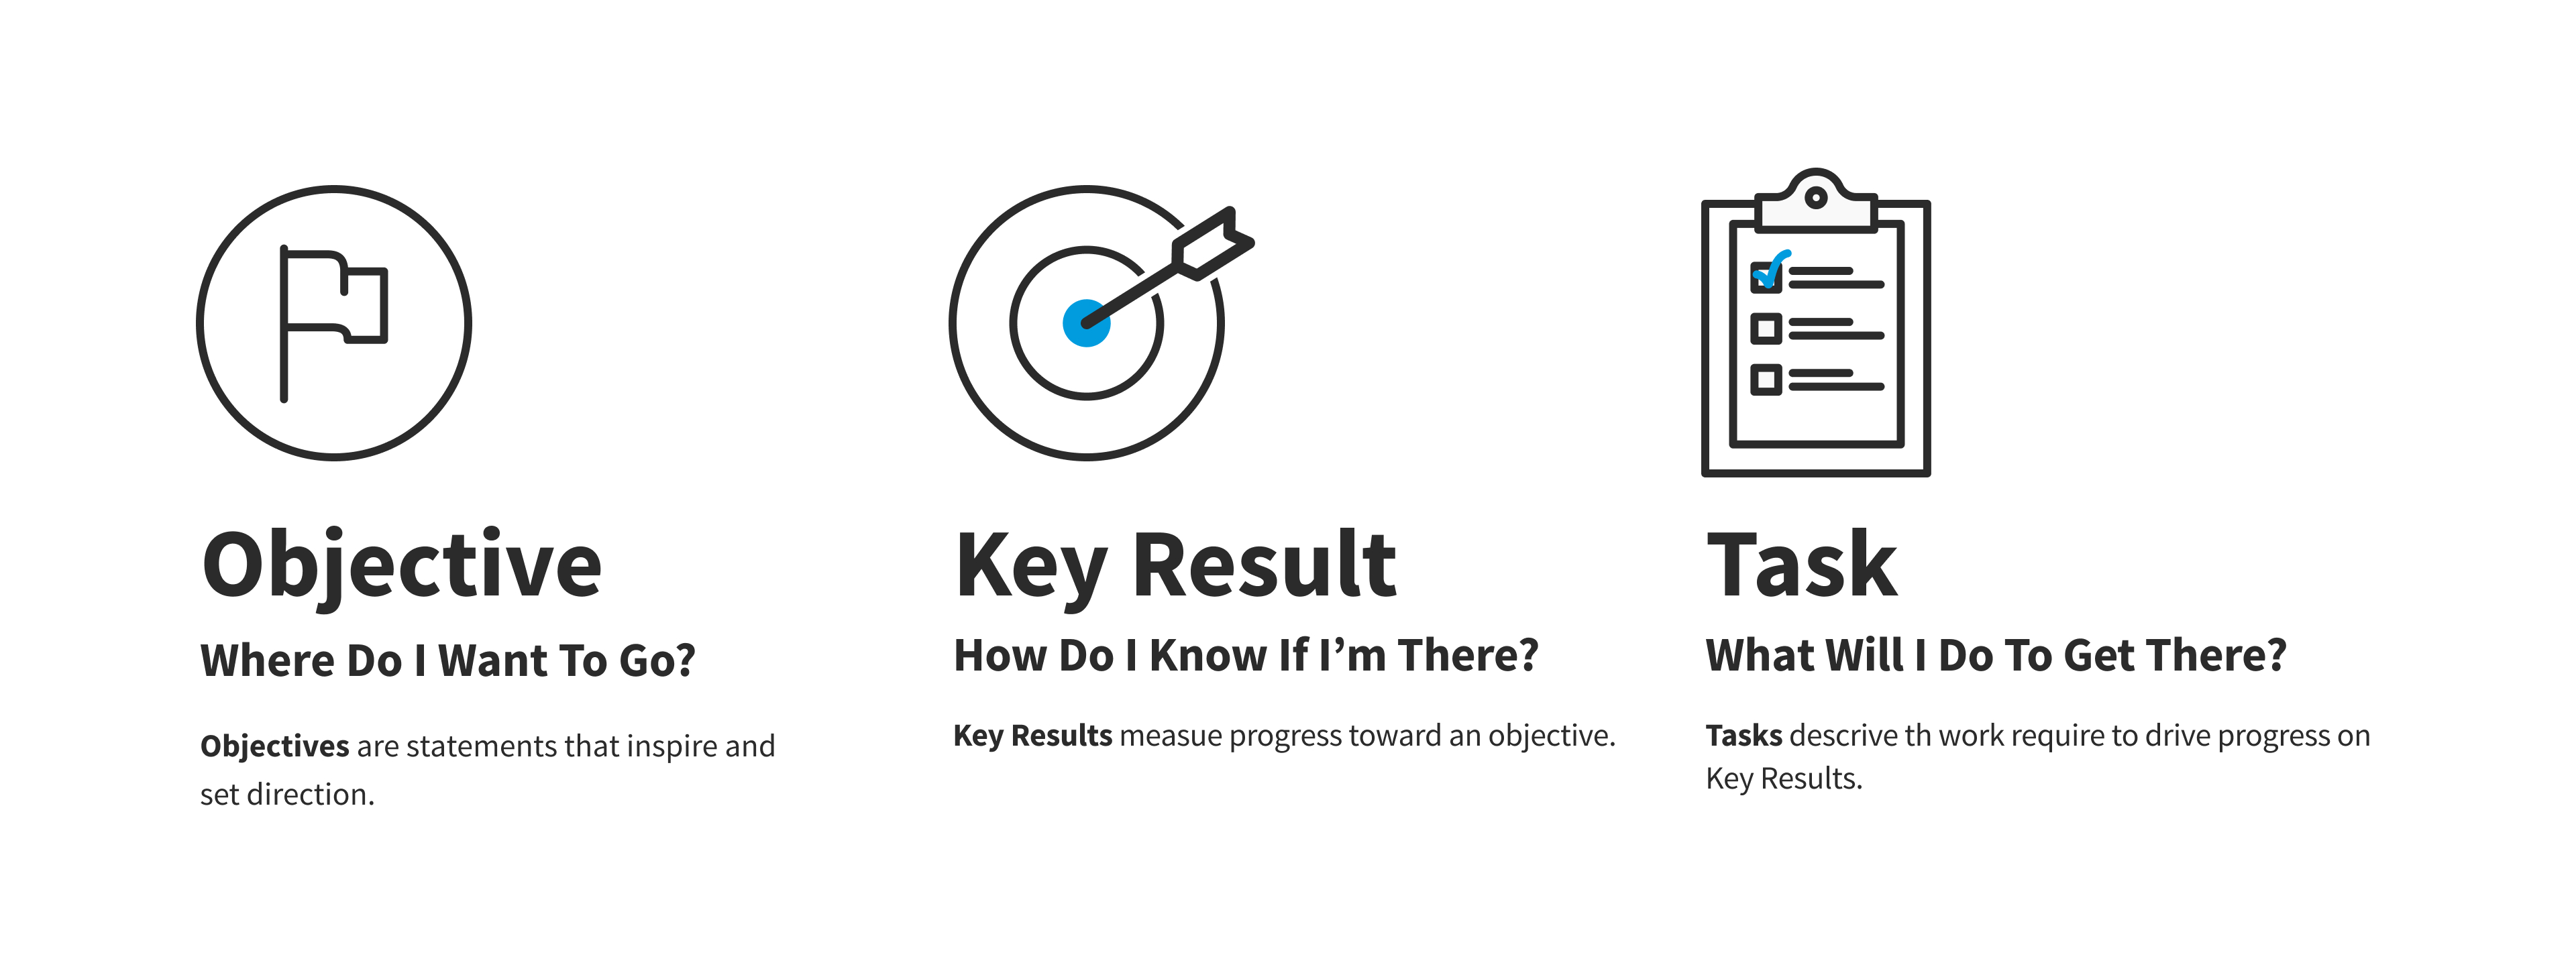 Objective
Where Do I Want To Go?
Objectives are statements that inspire and
set direction.
Key Result
How Do I Know If I’m There?
Key Results measue progress toward an objective.
Task
What Will I Do To Get There?
Tasks descrive th work require to drive progress on
Key Results.